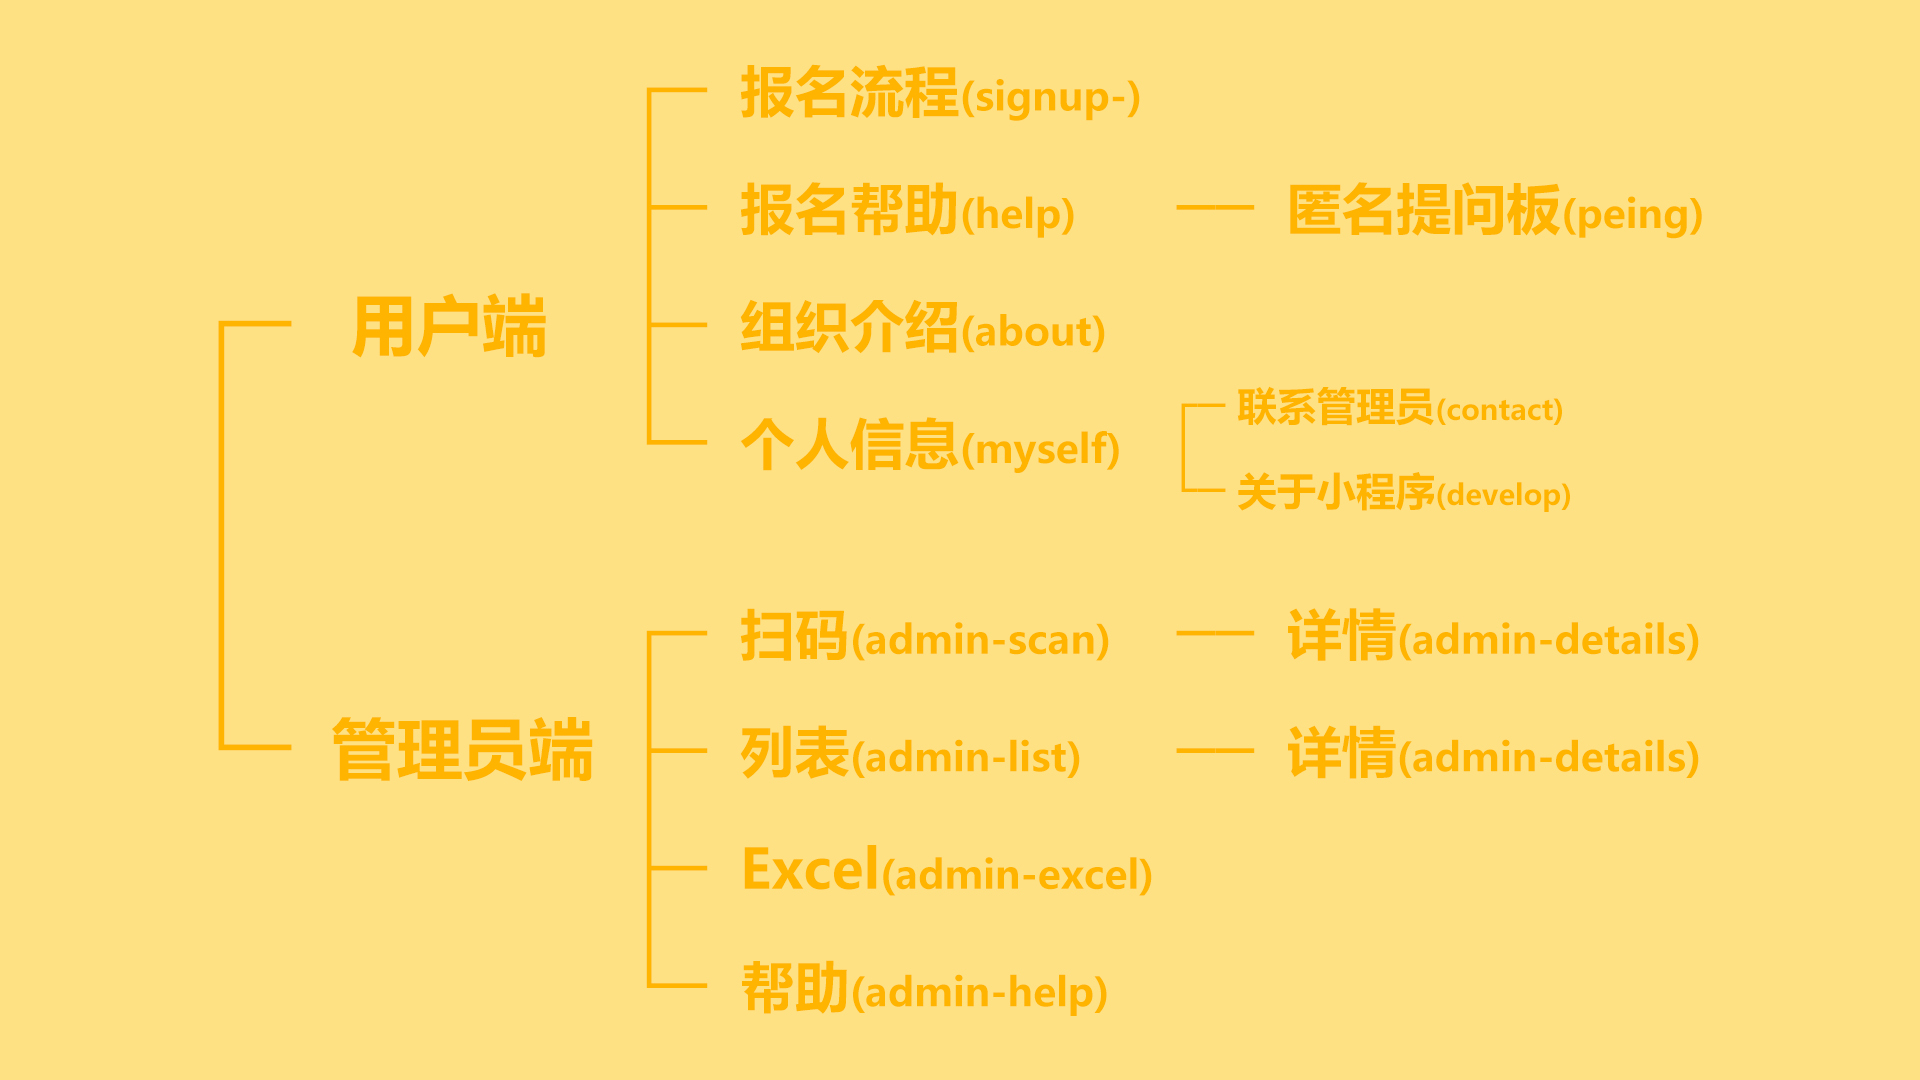 用户端
报名流程(signup-)
报名帮助(help)
匿名提问板(peing)
组织介绍(about)
个人信息(myself)
联系管理员(contact)
关于小程序(develop)
管理员端
扫码(admin-scan)
详情(admin-details)
列表(admin-list)
详情(admin-details)
Excel(admin-excel)
帮助(admin-help)